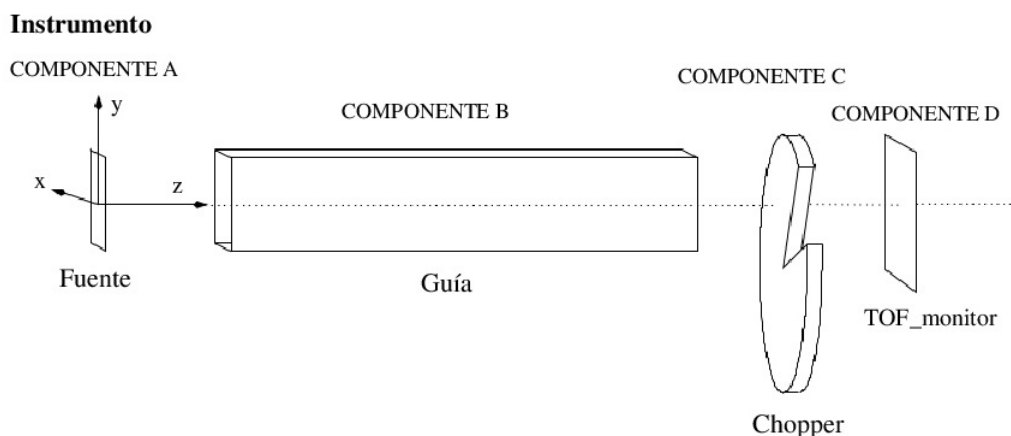 Instrumento
COMPONENTE A
COMPONENTE B
COMPONENTE C
COMPONENTE D
y
x
z
Fuente
Guía
TOF_monitor
Chopper